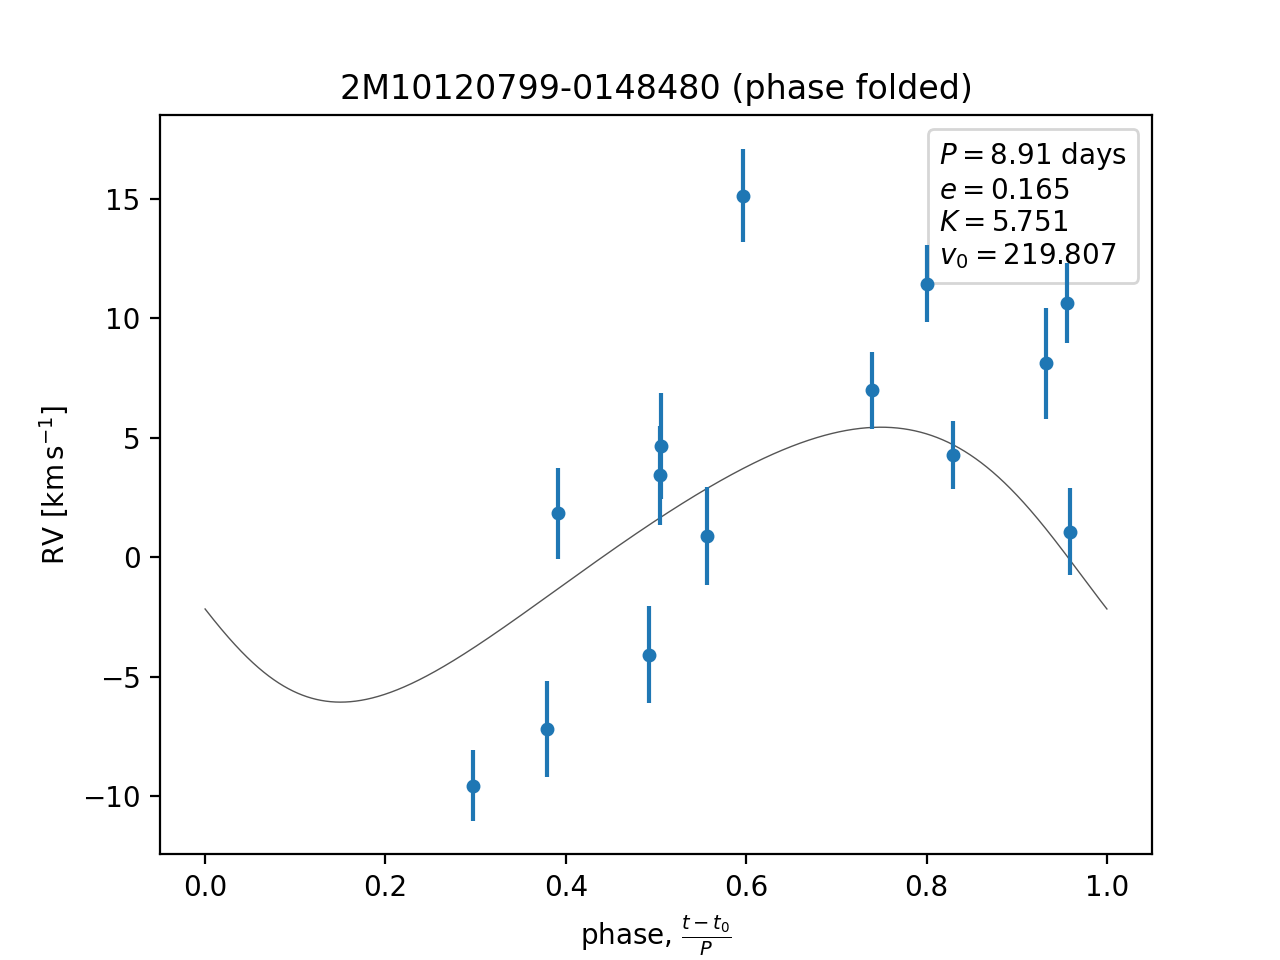 2M10120799-0148480 (phase folded)
P = 8.91 days
e = 0.165
K = 5.751
v₀ = 219.807
RV [km s⁻¹]
15
10
5
0
−5
−10
0.0 0.2 0.4 0.6 0.8 1.0
phase, (t − t₀)/P